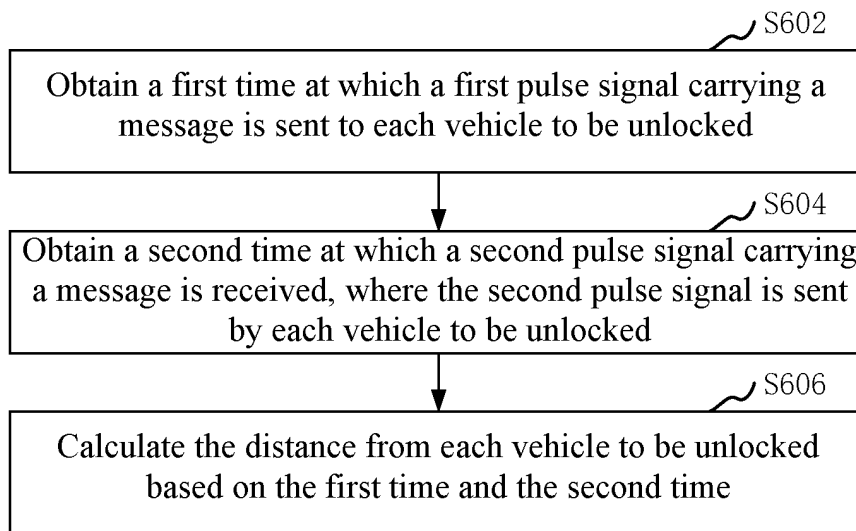 S602
Obtain a first time at which a first pulse signal carrying a
message is sent to each vehicle to be unlocked
S604
Obtain a second time at which a second pulse signal carrying
a message is received, where the second pulse signal is sent
by each vehicle to be unlocked
S606
Calculate the distance from each vehicle to be unlocked
based on the first time and the second time